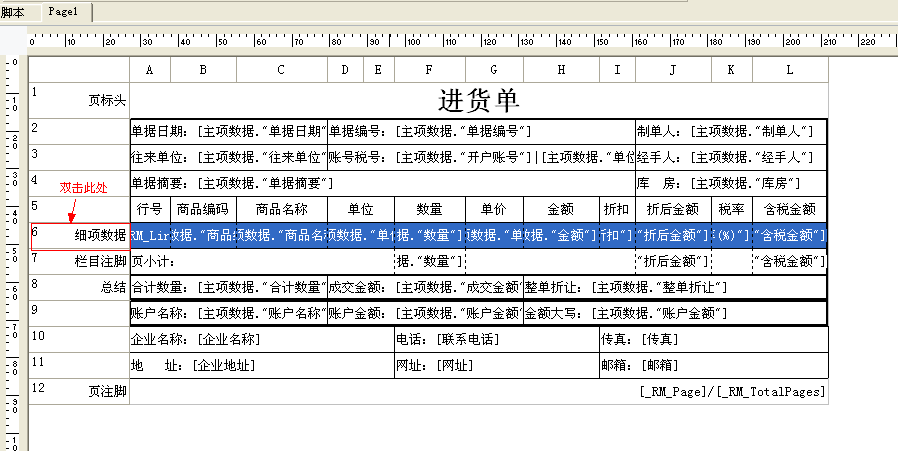 脚本 Page1
0 10 20 30 40 50 60 70 80 90 100 110 120 130 140 150 160 170 180 190 200 210 220
A B C D E F G H I J K L
1 页标头 进货单
2 单据日期：[主项数据."单据日期" 单据编号：[主项数据."单据编号"] 制单人：[主项数据."制单人"]
3 往来单位：[主项数据."往来单位" 账号税号：[主项数据."开户账号"]|[主项数据."单位 经手人：[主项数据."经手人"]
4 单据摘要：[主项数据."单据摘要"] 库 房：[主项数据."库房"]
双击此处
5 行号 商品编码 商品名称 单位 数量 单价 金额 折扣 折后金额 税率 含税金额
6 细项数据 RM_Lir 数据."商品 项数据."商品名称 项数据."单位 据."数量"] 项数据."单 数据."金额"] 折扣"] "折后金额"] (%)"] "含税金额"]
7 栏目注脚 页小计： 据."数量"] "折后金额"] "含税金额"]
8 总结 合计数量：[主项数据."合计数量" 成交金额：[主项数据."成交金额" 整单折让：[主项数据."整单折让"]
9 账户名称：[主项数据."账户名称" 账户金额：[主项数据."账户金额" 金额大写：[主项数据."账户金额"]
10 企业名称：[企业名称] 电话：[联系电话] 传真：[传真]
11 地 址：[企业地址] 网址：[网址] 邮箱：[邮箱]
12 页注脚 [_RM_Page]/[_RM_TotalPages]